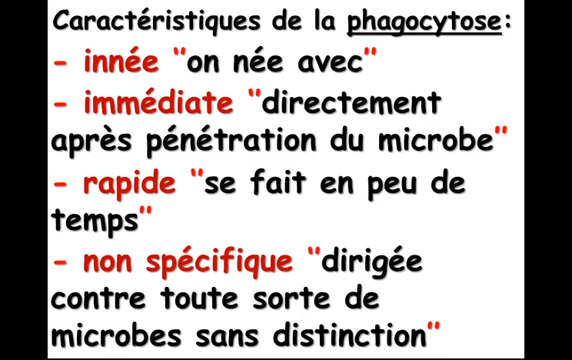 Caractéristiques de la phagocytose:
- innée "on née avec"
- immédiate "directement
après pénétration du microbe"
- rapide "se fait en peu de
temps"
- non spécifique "dirigée
contre toute sorte de
microbes sans distinction"